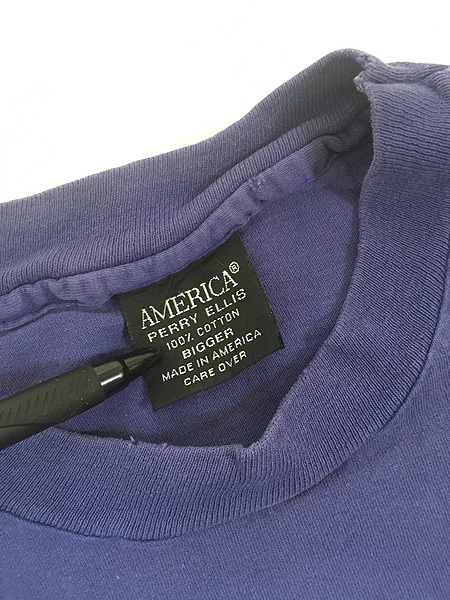 AMERICA®
PERRY ELLIS
100% COTTON
BIGGER
MADE IN AMERICA
CARE OVER